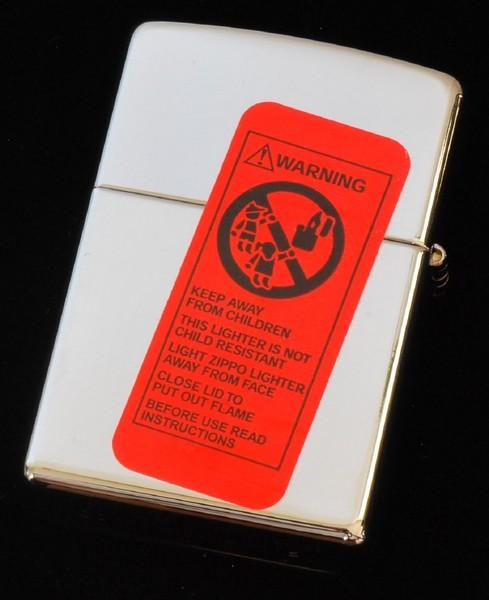 WARNING
KEEP AWAY
FROM CHILDREN
THIS LIGHTER IS NOT
CHILD RESISTANT
LIGHT ZIPPO LIGHTER
AWAY FROM FACE
CLOSE LID TO
PUT OUT FLAME
BEFORE USE READ
INSTRUCTIONS